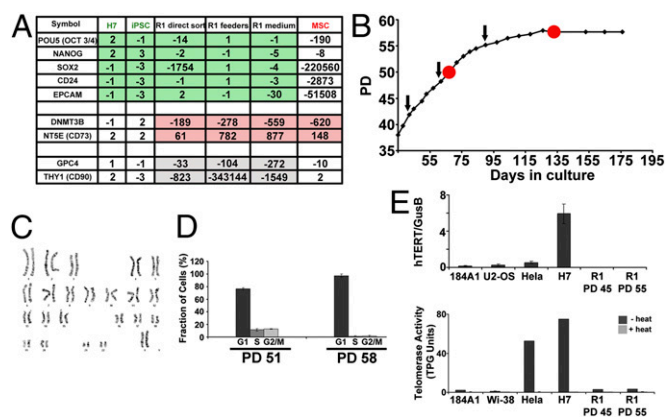 A
Symbol H7 iPSC R1 direct sort R1 feeders R1 medium MSC
POU5 (OCT 3/4) 2 -1 -14 1 -1 -190
NANOG 2 3 -2 -1 -5 -8
SOX2 -1 -3 -1754 1 -4 -220560
CD24 -1 -3 -1 1 -3 -2873
EPCAM -1 -3 2 -1 -30 -51508
DNMT3B -1 2 -189 -278 -559 -620
NT5E (CD73) 2 2 61 782 877 148
GPC4 1 -1 -33 -104 -272 -10
THY1 (CD90) 2 -3 -823 -343144 -1549 2
B
PD
60
55
50
45
40
35
55 75 95 115 135 155 175 195
Days in culture
C
D
Fraction of Cells (%)
120
100
80
60
40
20
0
G1 S G2/M G1 S G2/M
PD 51 PD 58
E
hTERT/GusB
8
4
0
184A1 U2-OS Hela H7 R1 R1
PD 45 PD 55
Telomerase Activity
(TPG Units)
80
40
0
- heat
+ heat
184A1 Wi-38 Hela H7 R1 R1
PD 45 PD 55